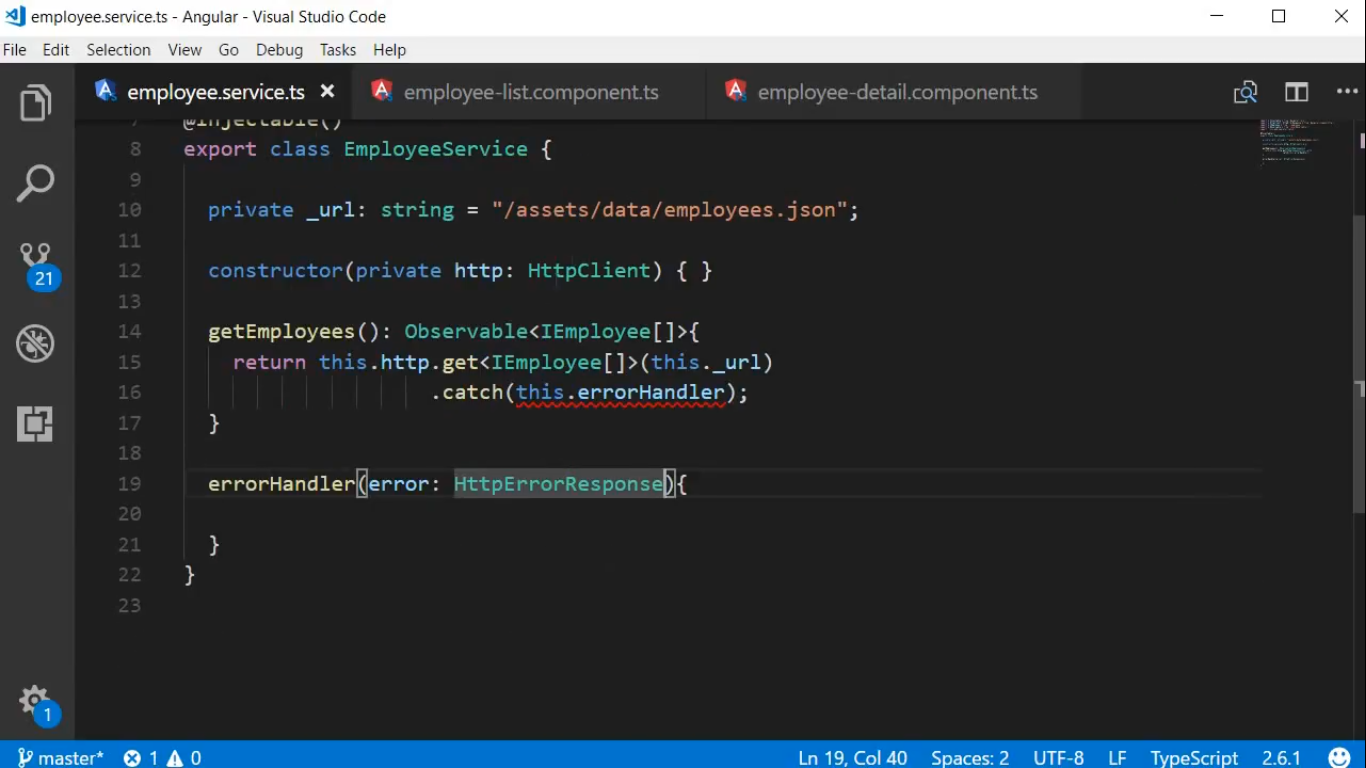 employee.service.ts - Angular - Visual Studio Code
File Edit Selection View Go Debug Tasks Help
employee.service.ts employee-list.component.ts employee-detail.component.ts
7 @Injectable()
8 export class EmployeeService {
9
10 private _url: string = "/assets/data/employees.json";
11
12 constructor(private http: HttpClient) { }
13
14 getEmployees(): Observable<IEmployee[]>{
15 return this.http.get<IEmployee[]>(this._url)
16 .catch(this.errorHandler);
17 }
18
19 errorHandler(error: HttpErrorResponse){
20
21 }
22 }
23
21
1
master* 1 0 Ln 19, Col 40 Spaces: 2 UTF-8 LF TypeScript 2.6.1